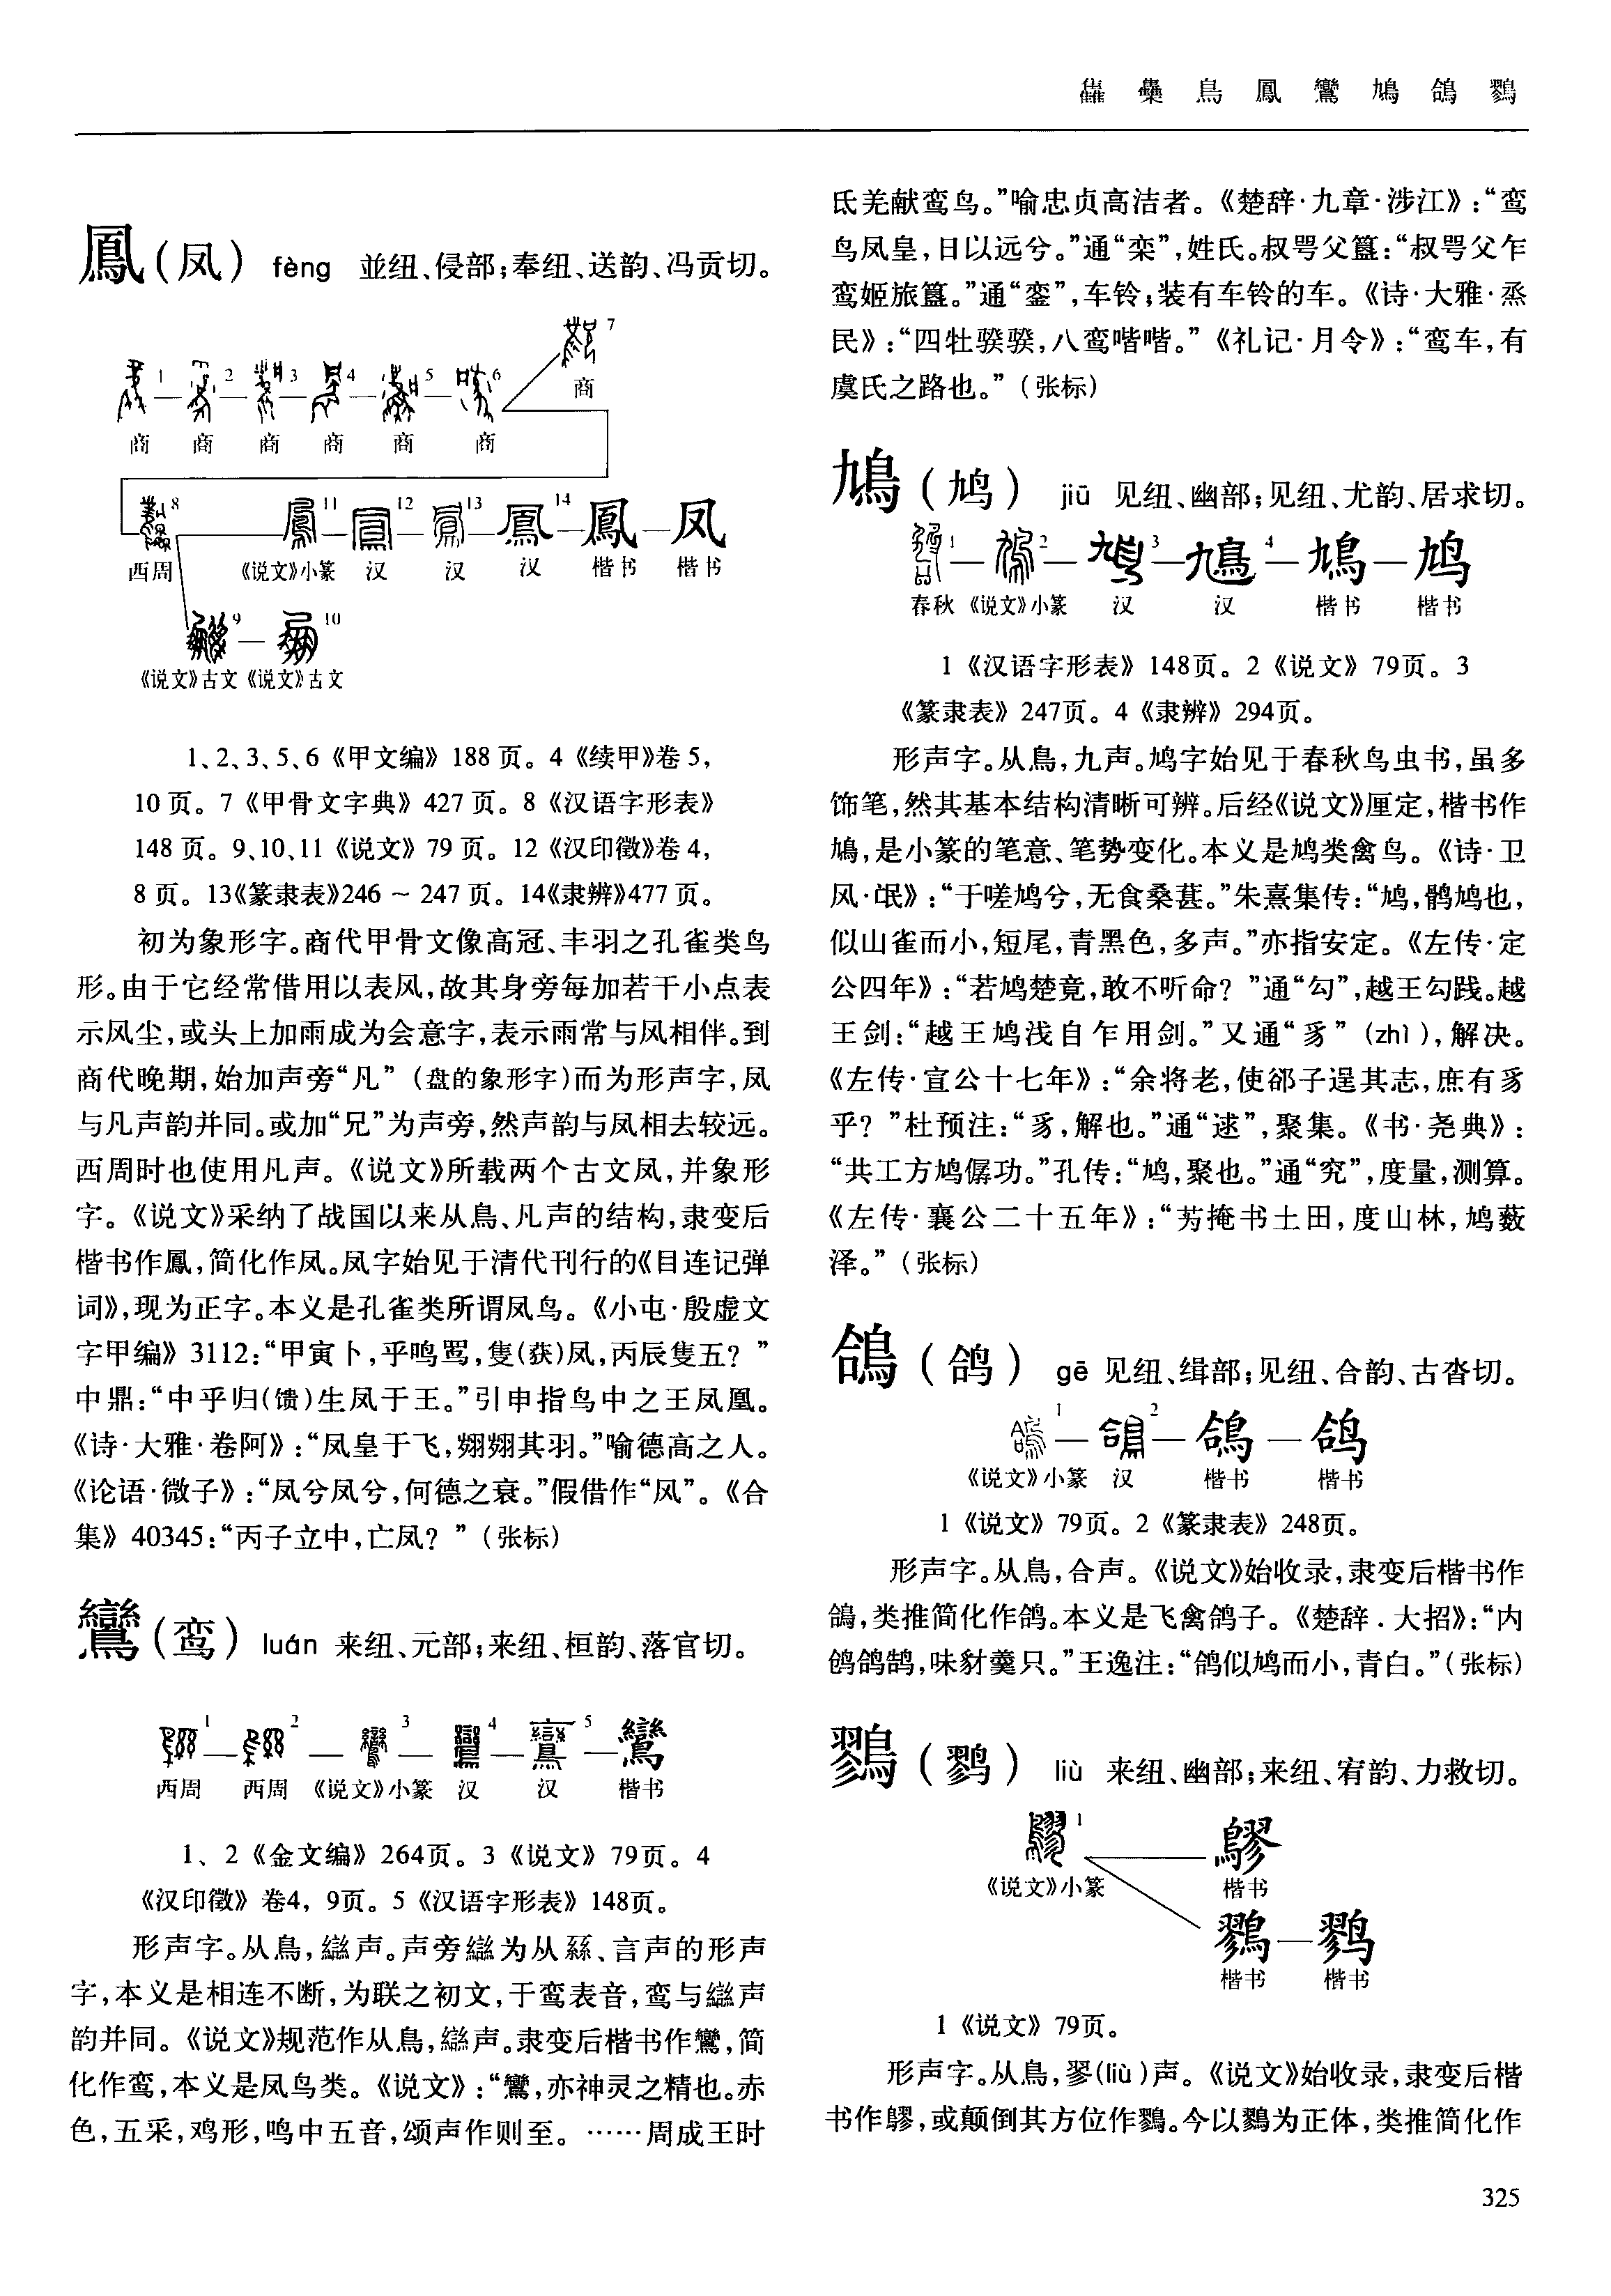 雥 雧 鳥 鳳 鸞 鳩 鴿 鷚
鳳（凤） fèng 並纽、侵部；奉纽、送韵、冯贡切。
7
商
1 2 3 4 5 6
商 商 商 商 商 商
8 11 12 13 14 鳳 凤
西周 《说文》小篆 汉 汉 汉 楷书 楷书
9 10
《说文》古文 《说文》古文
1、2、3、5、6《甲文编》188页。4《续甲》卷5，
10页。7《甲骨文字典》427页。8《汉语字形表》
148页。9、10、11《说文》79页。12《汉印徵》卷4，
8页。13《篆隶表》246～247页。14《隶辨》477页。
初为象形字。商代甲骨文像高冠、丰羽之孔雀类鸟
形。由于它经常借用以表风，故其身旁每加若干小点表
示风尘，或头上加雨成为会意字，表示雨常与风相伴。到
商代晚期，始加声旁“凡”（盘的象形字）而为形声字，凤
与凡声韵并同。或加“兄”为声旁，然声韵与凤相去较远。
西周时也使用凡声。《说文》所载两个古文凤，并象形
字。《说文》采纳了战国以来从鳥、凡声的结构，隶变后
楷书作鳳，简化作凤。凤字始见于清代刊行的《目连记弹
词》，现为正字。本义是孔雀类所谓凤鸟。《小屯·殷虚文
字甲编》3112：“甲寅卜，乎鸣罢，隻(获)凤，丙辰隻五？”
中鼎：“中乎归(馈)生凤于王。”引申指鸟中之王凤凰。
《诗·大雅·卷阿》：“凤皇于飞，翙翙其羽。”喻德高之人。
《论语·微子》：“凤兮凤兮，何德之衰。”假借作“风”。《合
集》40345：“丙子立中，亡凤？”（张标）
鸞（鸾） luán 来纽、元部；来纽、桓韵、落官切。
1 2 3 4 5 鸞
西周 西周 《说文》小篆 汉 汉 楷书
1、2《金文编》264页。3《说文》79页。4
《汉印徵》卷4，9页。5《汉语字形表》148页。
形声字。从鳥，䜌声。声旁䜌为从䋣、言声的形声
字，本义是相连不断，为联之初文，于鸾表音，鸾与䜌声
韵并同。《说文》规范作从鳥，䜌声。隶变后楷书作鸞，简
化作鸾，本义是凤鸟类。《说文》：“鸞，亦神灵之精也。赤
色，五采，鸡形，鸣中五音，颂声作则至。……周成王时
氐羌献鸾鸟。”喻忠贞高洁者。《楚辞·九章·涉江》：“鸾
鸟凤皇，日以远兮。”通“栾”，姓氏。叔咢父簋：“叔咢父乍
鸾姬旅簋。”通“銮”，车铃；装有车铃的车。《诗·大雅·烝
民》：“四牡骙骙，八鸾喈喈。”《礼记·月令》：“鸾车，有
虞氏之路也。”（张标）
鳩（鸠） jiū 见纽、幽部；见纽、尤韵、居求切。
1 2 3 4 鳩 鸠
春秋 《说文》小篆 汉 汉 楷书 楷书
1《汉语字形表》148页。2《说文》79页。3
《篆隶表》247页。4《隶辨》294页。
形声字。从鳥，九声。鸠字始见于春秋鸟虫书，虽多
饰笔，然其基本结构清晰可辨。后经《说文》厘定，楷书作
鳩，是小篆的笔意、笔势变化。本义是鸠类禽鸟。《诗·卫
风·氓》：“于嗟鸠兮，无食桑葚。”朱熹集传：“鸠，鹘鸠也，
似山雀而小，短尾，青黑色，多声。”亦指安定。《左传·定
公四年》：“若鸠楚竟，敢不听命？”通“勾”，越王勾践。越
王剑：“越王鸠浅自乍用剑。”又通“豸”(zhì)，解决。
《左传·宣公十七年》：“余将老，使郤子逞其志，庶有豸
乎？”杜预注：“豸，解也。”通“逑”，聚集。《书·尧典》：
“共工方鸠僝功。”孔传：“鸠，聚也。”通“究”，度量，测算。
《左传·襄公二十五年》：“艻掩书土田，度山林，鸠薮
泽。”（张标）
鴿（鸽） gē 见纽、缉部；见纽、合韵、古沓切。
1 2 鴿 鸽
《说文》小篆 汉 楷书 楷书
1《说文》79页。2《篆隶表》248页。
形声字。从鳥，合声。《说文》始收录，隶变后楷书作
鴿，类推简化作鸽。本义是飞禽鸽子。《楚辞．大招》：“内
鸧鸽鹄，味豺羹只。”王逸注：“鸽似鸠而小，青白。”（张标）
鷚（鹨） liù 来纽、幽部；来纽、宥韵、力救切。
1
《说文》小篆 楷书
鷚 鹨
楷书 楷书
1《说文》79页。
形声字。从鳥，翏(liù)声。《说文》始收录，隶变后楷
书作，或颠倒其方位作鷚。今以鷚为正体，类推简化作
325